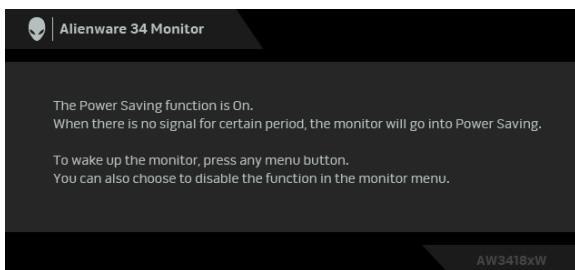 Alienware 34 Monitor
The Power Saving function is On.
When there is no signal for certain period, the monitor will go into Power Saving.
To wake up the monitor, press any menu button.
You can also choose to disable the function in the monitor menu.
AW3418xW